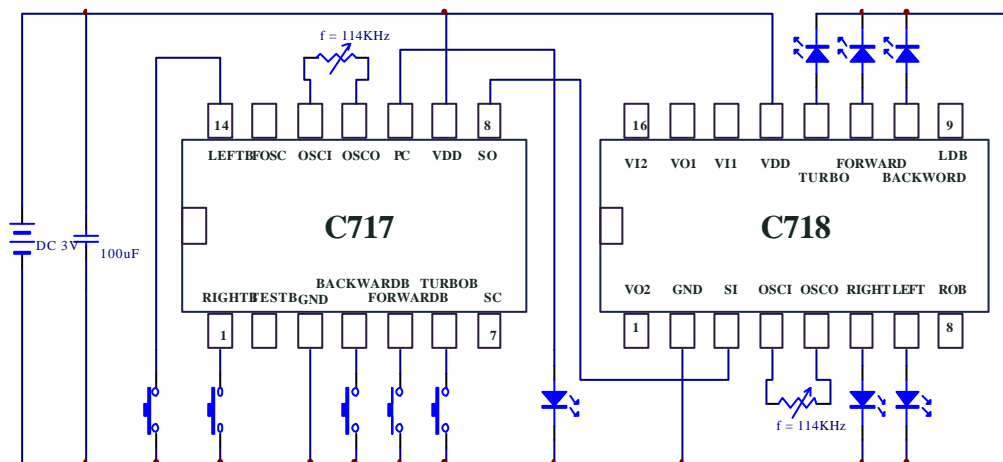 f = 114KHz
14
8
LEFTB
FOSC
OSCI
OSCO
PC
VDD
SO
C717
DC 3V
100uF
BACKWARDB
TURBOB
RIGHTB
TESTB
GND
FORWARDB
SC
1
7
16
9
VI2
VO1
VI1
VDD
FORWARD
LDB
TURBO
BACKWORD
C718
VO2
GND
SI
OSCI
OSCO
RIGHT
LEFT
ROB
1
8
f = 114KHz